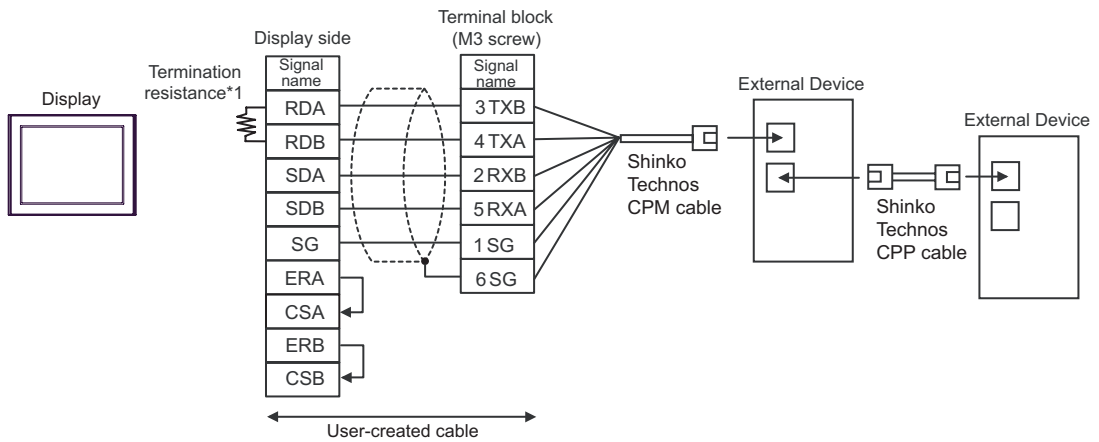 Display
Termination
resistance*1
Display side
Signal
name
RDA
RDB
SDA
SDB
SG
ERA
CSA
ERB
CSB
Terminal block
(M3 screw)
Signal
name
3 TXB
4 TXA
2 RXB
5 RXA
1 SG
6 SG
User-created cable
Shinko
Technos
CPM cable
External Device
Shinko
Technos
CPP cable
External Device